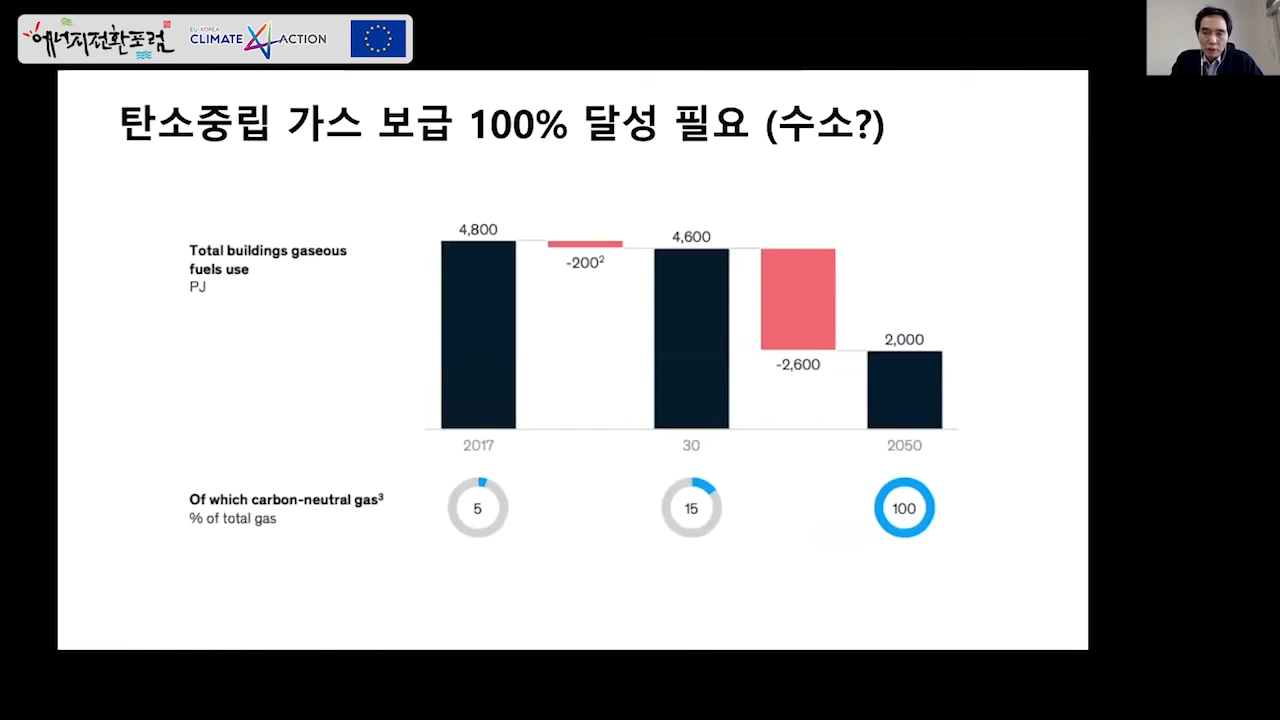 에너지전환포럼
EU-KOREA
CLIMATE ACTION
탄소중립 가스 보급 100% 달성 필요 (수소?)
Total buildings gaseous
fuels use
PJ
4,800
-200²
4,600
-2,600
2,000
2017
30
2050
Of which carbon-neutral gas³
% of total gas
5
15
100